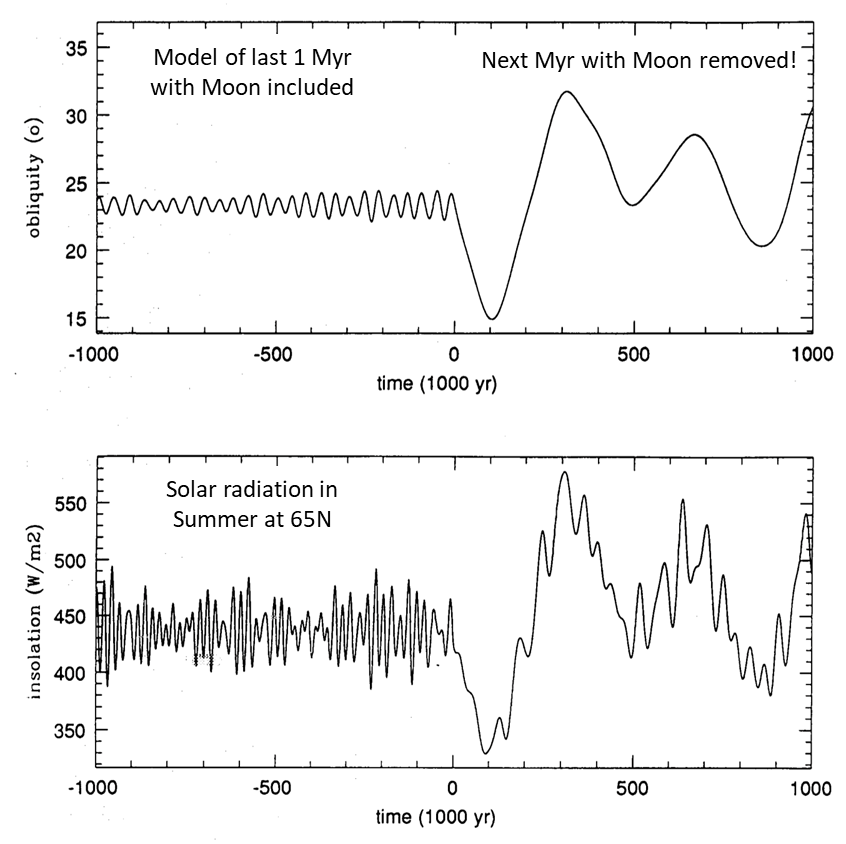 Model of last 1 Myr
with Moon included
Next Myr with Moon removed!
obliquity (o)
35
30
25
20
15
-1000
-500
0
500
1000
time (1000 yr)
Solar radiation in
Summer at 65N
insolation (W/m2)
550
500
450
400
350
-1000
-500
0
500
1000
time (1000 yr)